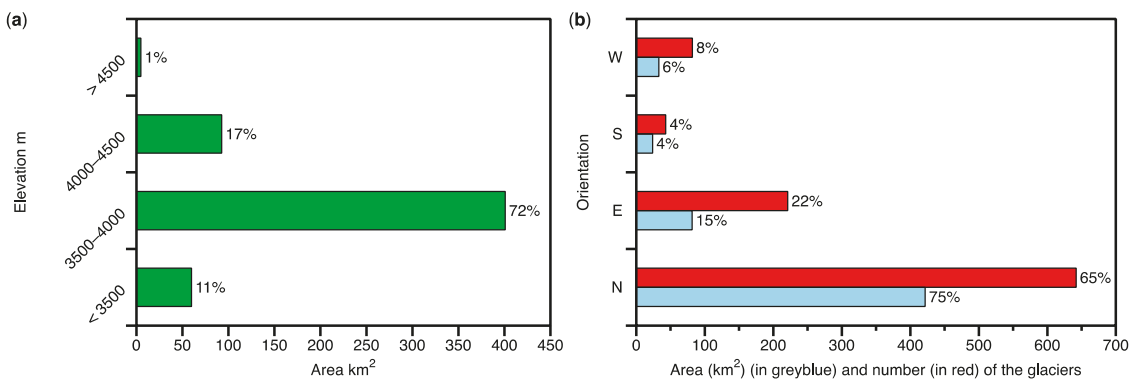 (a)
Elevation m
> 4500
4000–4500
3500–4000
< 3500
1%
17%
72%
11%
0 50 100 150 200 250 300 350 400 450
Area km²
(b)
Orientation
W
S
E
N
8%
6%
4%
4%
22%
15%
65%
75%
0 100 200 300 400 500 600 700
Area (km²) (in greyblue) and number (in red) of the glaciers